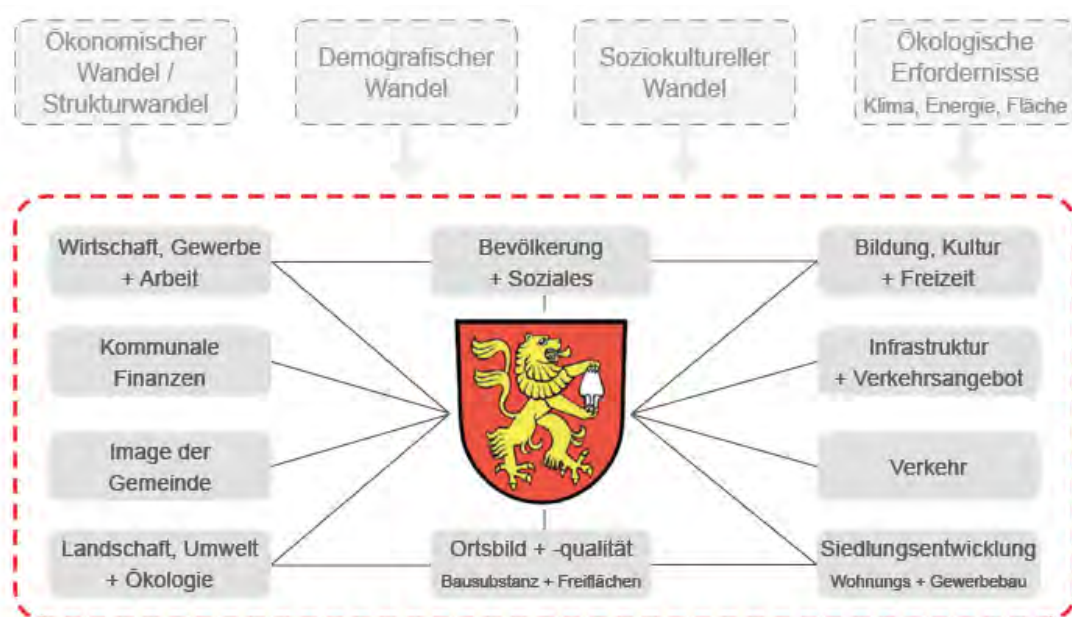 Ökonomischer
Wandel /
Strukturwandel
Demografischer
Wandel
Soziokultureller
Wandel
Ökologische
Erfordernisse
Klima, Energie, Fläche
Wirtschaft, Gewerbe
+ Arbeit
Bevölkerung
+ Soziales
Bildung, Kultur
+ Freizeit
Kommunale
Finanzen
Infrastruktur
+ Verkehrsangebot
Image der
Gemeinde
Verkehr
Landschaft, Umwelt
+ Ökologie
Ortsbild + -qualität
Bausubstanz + Freiflächen
Siedlungsentwicklung
Wohnungs + Gewerbebau